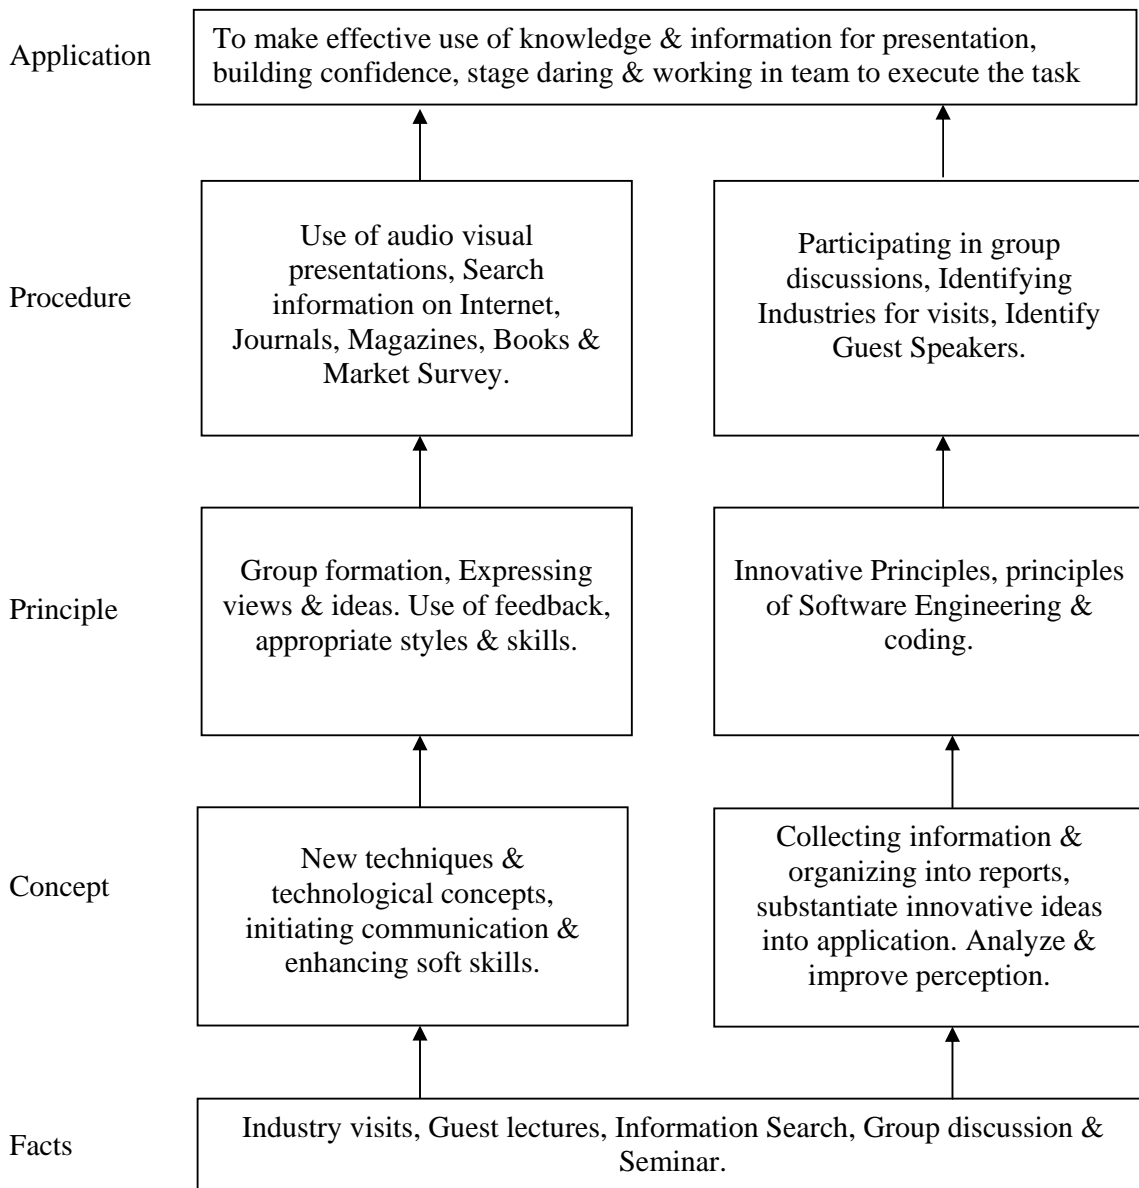 Application
To make effective use of knowledge & information for presentation,
building confidence, stage daring & working in team to execute the task
Procedure
Use of audio visual
presentations, Search
information on Internet,
Journals, Magazines, Books &
Market Survey.
Participating in group
discussions, Identifying
Industries for visits, Identify
Guest Speakers.
Principle
Group formation, Expressing
views & ideas. Use of feedback,
appropriate styles & skills.
Innovative Principles, principles
of Software Engineering &
coding.
Concept
New techniques &
technological concepts,
initiating communication &
enhancing soft skills.
Collecting information &
organizing into reports,
substantiate innovative ideas
into application. Analyze &
improve perception.
Facts
Industry visits, Guest lectures, Information Search, Group discussion &
Seminar.